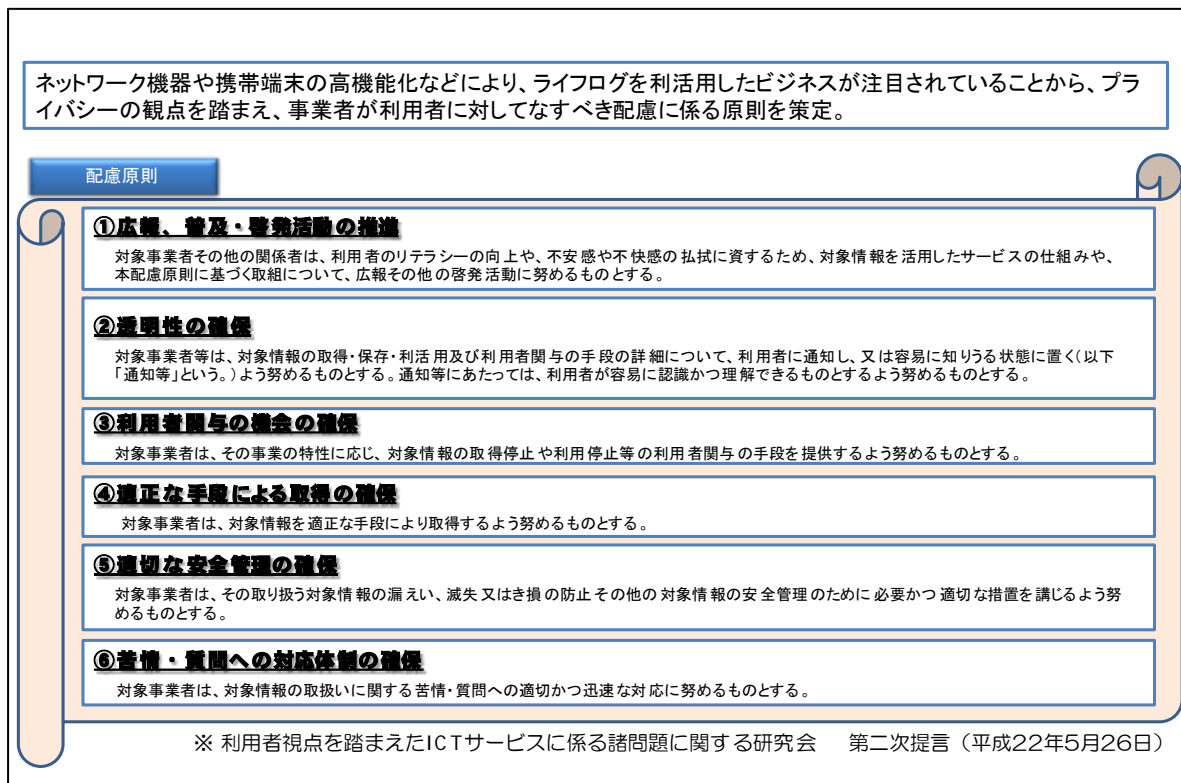 ネットワーク機器や携帯端末の高機能化などにより、ライフログを利活用したビジネスが注目されていることから、プラ
イバシーの観点を踏まえ、事業者が利用者に対してなすべき配慮に係る原則を策定。
配慮原則
①広報、普及・啓発活動の推進
対象事業者その他の関係者は、利用者のリテラシーの向上や、不安感や不快感の払拭に資するため、対象情報を活用したサービスの仕組みや、
本配慮原則に基づく取組について、広報その他の啓発活動に努めるものとする。
②透明性の確保
対象事業者等は、対象情報の取得・保存・利活用及び利用者関与の手段の詳細について、利用者に通知し、又は容易に知りうる状態に置く（以下
「通知等」という。）よう努めるものとする。通知等にあたっては、利用者が容易に認識かつ理解できるものとするよう努めるものとする。
③利用者関与の機会の確保
対象事業者は、その事業の特性に応じ、対象情報の取得停止や利用停止等の利用者関与の手段を提供するよう努めるものとする。
④適正な手段による取得の確保
対象事業者は、対象情報を適正な手段により取得するよう努めるものとする。
⑤適切な安全管理の確保
対象事業者は、その取り扱う対象情報の漏えい、滅失又はき損の防止その他の対象情報の安全管理のために必要かつ適切な措置を講じるよう努
めるものとする。
⑥苦情・質問への対応体制の確保
対象事業者は、対象情報の取扱いに関する苦情・質問への適切かつ迅速な対応に努めるものとする。
※ 利用者視点を踏まえたICTサービスに係る諸問題に関する研究会　第二次提言（平成22年5月26日）